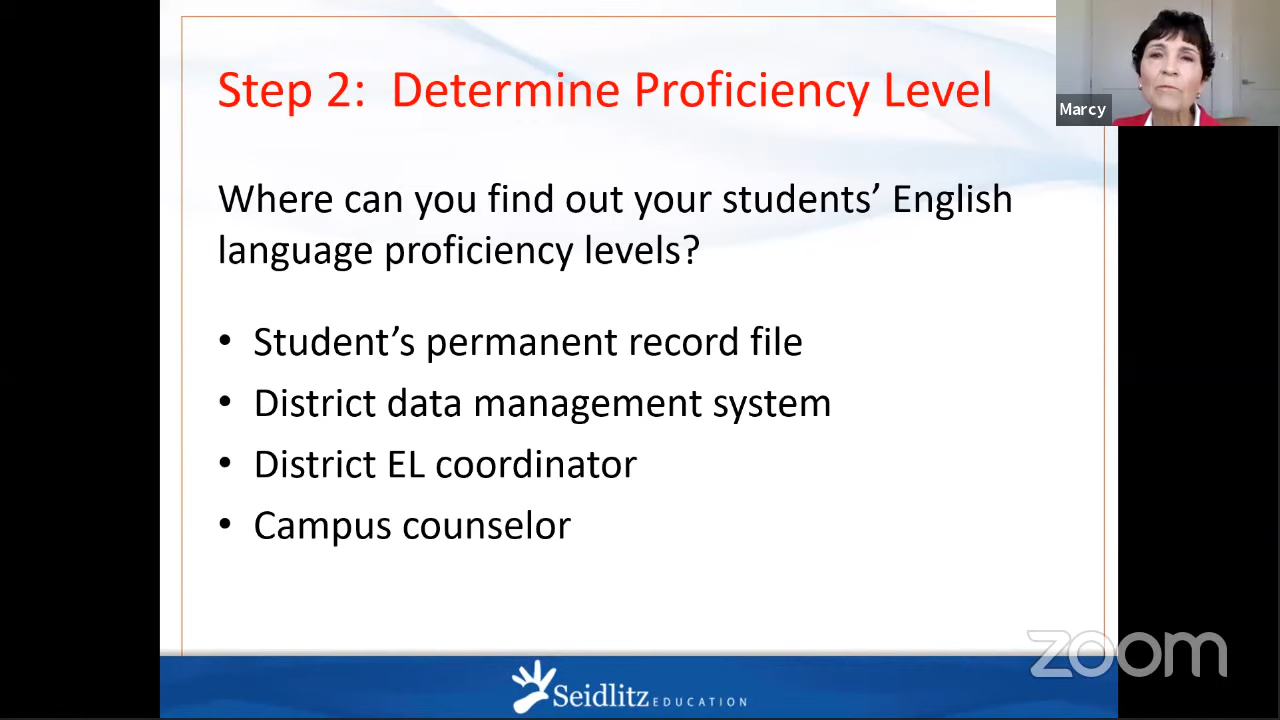 Step 2:  Determine Proficiency Level
Marcy
Where can you find out your students’ English
language proficiency levels?
• Student’s permanent record file
• District data management system
• District EL coordinator
• Campus counselor
zoom
Seidlitz EDUCATION